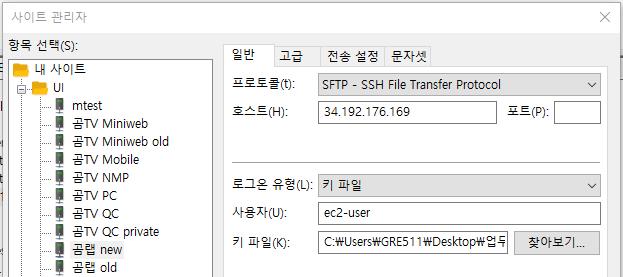 사이트 관리자
항목 선택(S):
내 사이트
UI
mtest
곰TV Miniweb
곰TV Miniweb old
곰TV Mobile
곰TV NMP
곰TV PC
곰TV QC
곰TV QC private
곰랩 new
곰랩 old
일반 고급 전송 설정 문자셋
프로토콜(t): SFTP - SSH File Transfer Protocol
호스트(H): 34.192.176.169 포트(P):
로그온 유형(L): 키 파일
사용자(U): ec2-user
키 파일(K): C:₩Users₩GRE511₩Desktop₩업무 찾아보기...